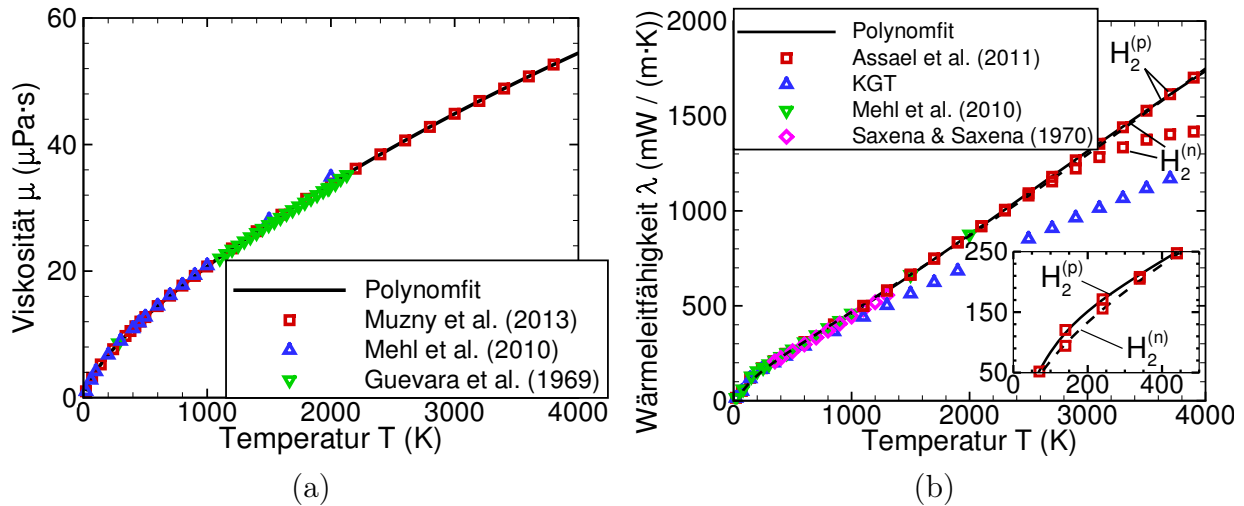 60
40
20
0
0
1000
2000
3000
4000
Viskosität μ (μPa·s)
Temperatur T (K)
Polynomfit
Muzny et al. (2013)
Mehl et al. (2010)
Guevara et al. (1969)
(a)
2000
1500
1000
500
0
0
1000
2000
3000
4000
Wärmeleitfähigkeit λ (mW / (m·K))
Temperatur T (K)
Polynomfit
Assael et al. (2011)
KGT
Mehl et al. (2010)
Saxena & Saxena (1970)
H₂⁽ᵖ⁾
H₂⁽ⁿ⁾
250
150
50
0
200
400
H₂⁽ᵖ⁾
H₂⁽ⁿ⁾
(b)